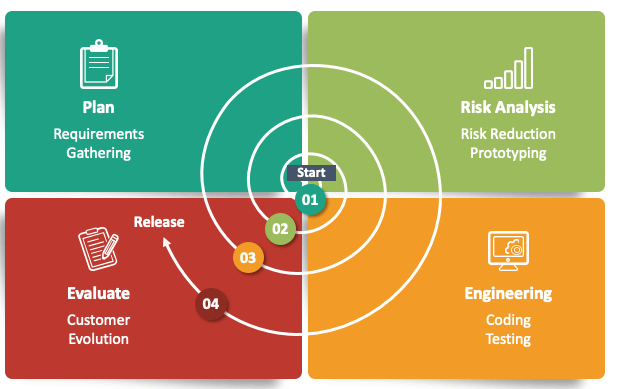 Plan
Requirements
Gathering
Risk Analysis
Risk Reduction
Prototyping
Start
01
02
03
04
Release
Evaluate
Customer
Evolution
Engineering
Coding
Testing